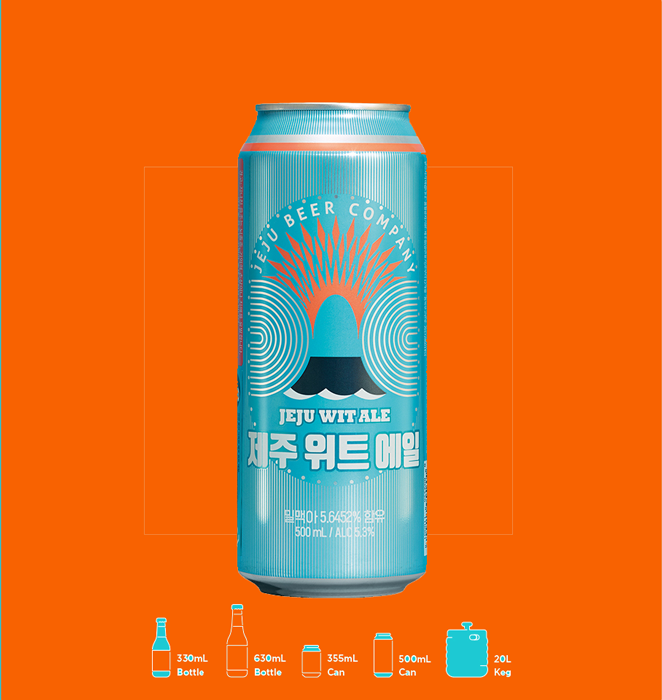 JEJU BEER COMPANY
JEJU WIT ALE
제주 위트 에일
밀맥아 5.6452% 함유
500 mL / ALC 5.3%
330mL
Bottle
630mL
Bottle
355mL
Can
500mL
Can
20L
Keg